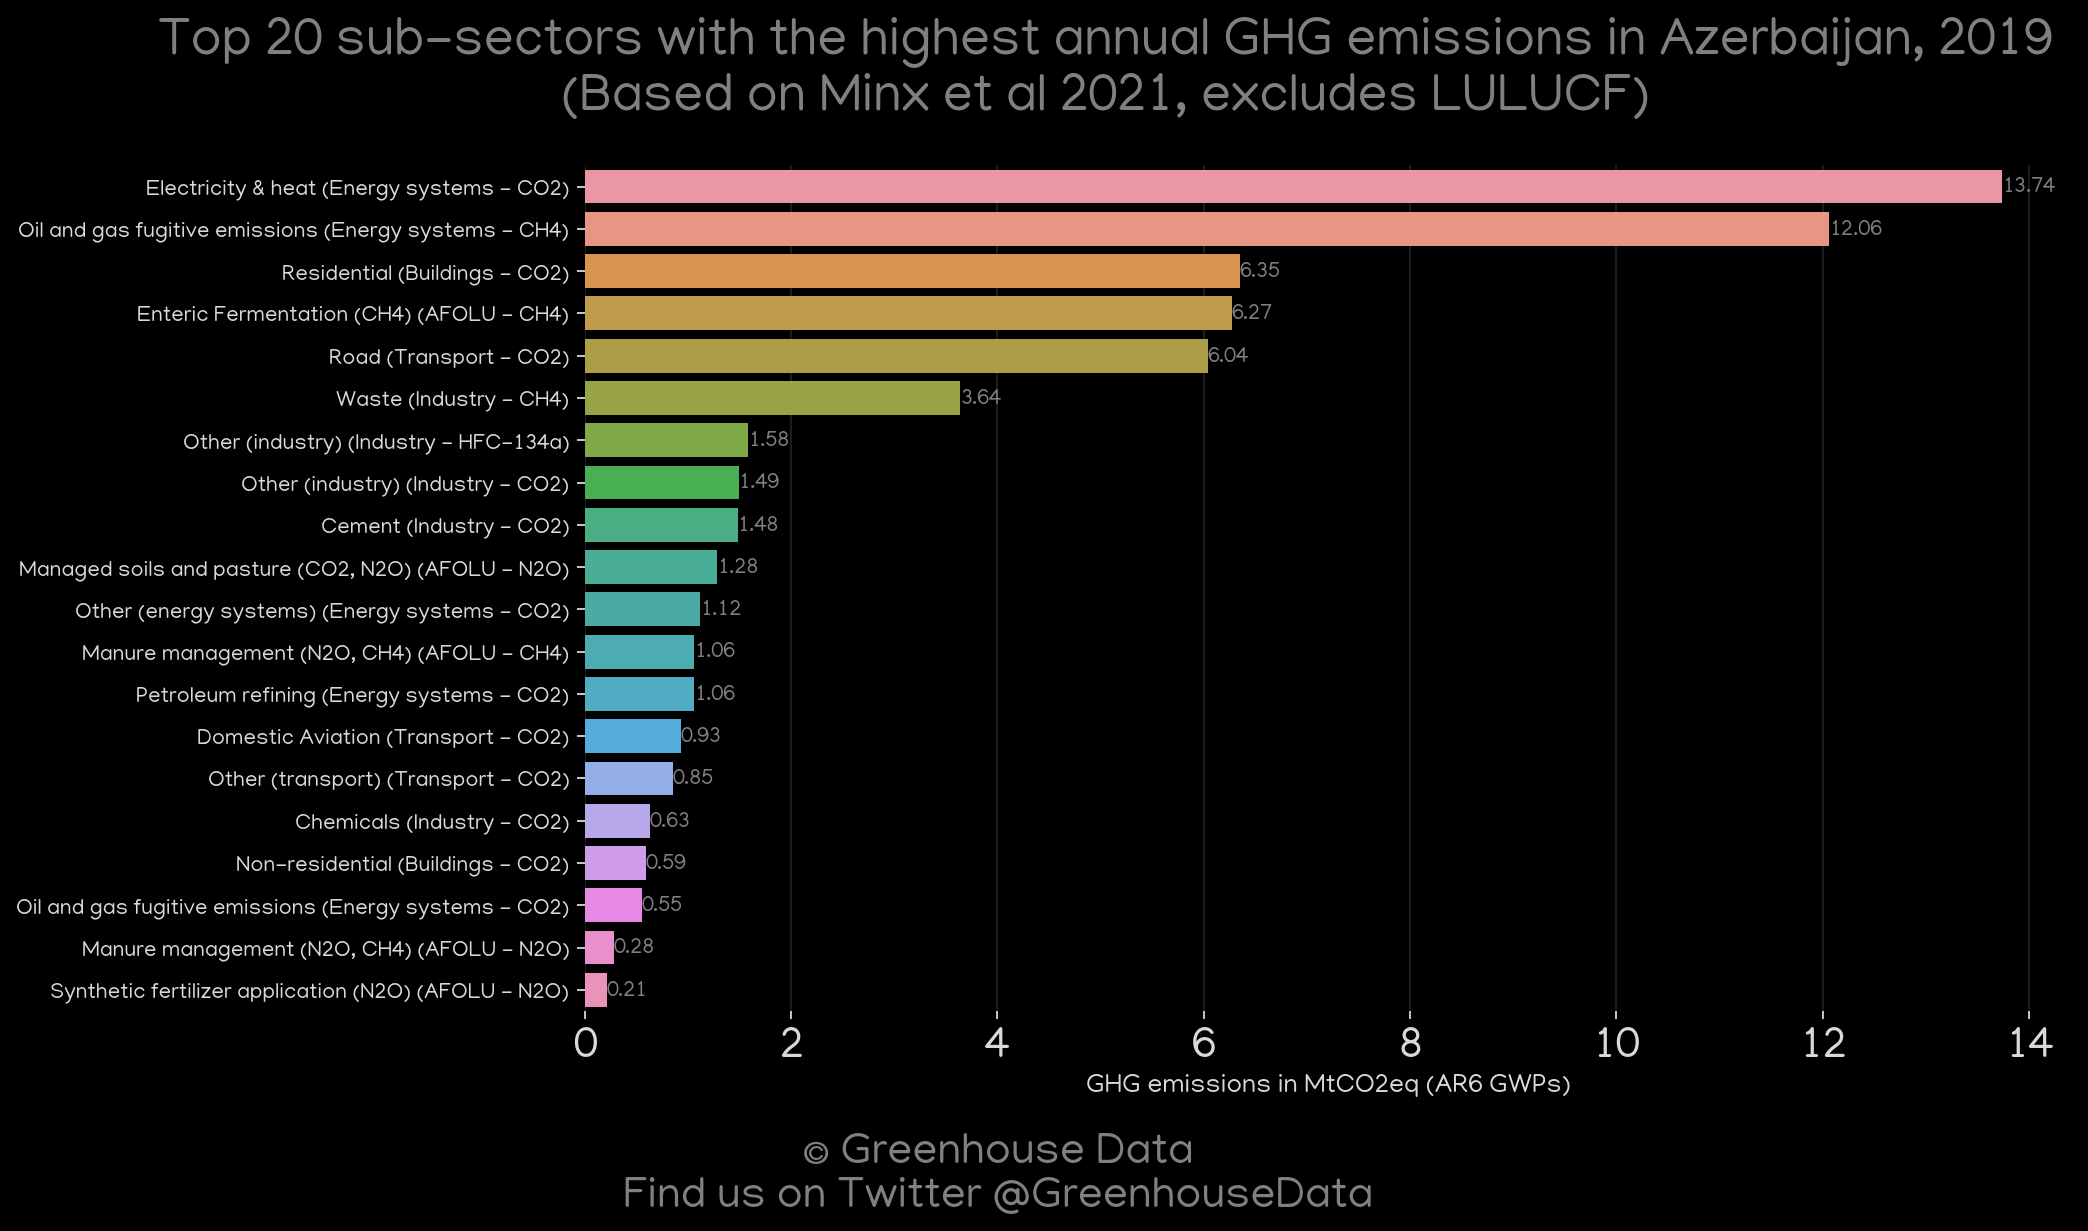 Top 20 sub-sectors with the highest annual GHG emissions in Azerbaijan, 2019
(Based on Minx et al 2021, excludes LULUCF)
Electricity & heat (Energy systems - CO2) 13.74
Oil and gas fugitive emissions (Energy systems - CH4) 12.06
Residential (Buildings - CO2) 6.35
Enteric Fermentation (CH4) (AFOLU - CH4) 6.27
Road (Transport - CO2) 6.04
Waste (Industry - CH4) 3.64
Other (industry) (Industry - HFC-134a) 1.58
Other (industry) (Industry - CO2) 1.49
Cement (Industry - CO2) 1.48
Managed soils and pasture (CO2, N2O) (AFOLU - N2O) 1.28
Other (energy systems) (Energy systems - CO2) 1.12
Manure management (N2O, CH4) (AFOLU - CH4) 1.06
Petroleum refining (Energy systems - CO2) 1.06
Domestic Aviation (Transport - CO2) 0.93
Other (transport) (Transport - CO2) 0.85
Chemicals (Industry - CO2) 0.63
Non-residential (Buildings - CO2) 0.59
Oil and gas fugitive emissions (Energy systems - CO2) 0.55
Manure management (N2O, CH4) (AFOLU - N2O) 0.28
Synthetic fertilizer application (N2O) (AFOLU - N2O) 0.21
0 2 4 6 8 10 12 14
GHG emissions in MtCO2eq (AR6 GWPs)
© Greenhouse Data
Find us on Twitter @GreenhouseData